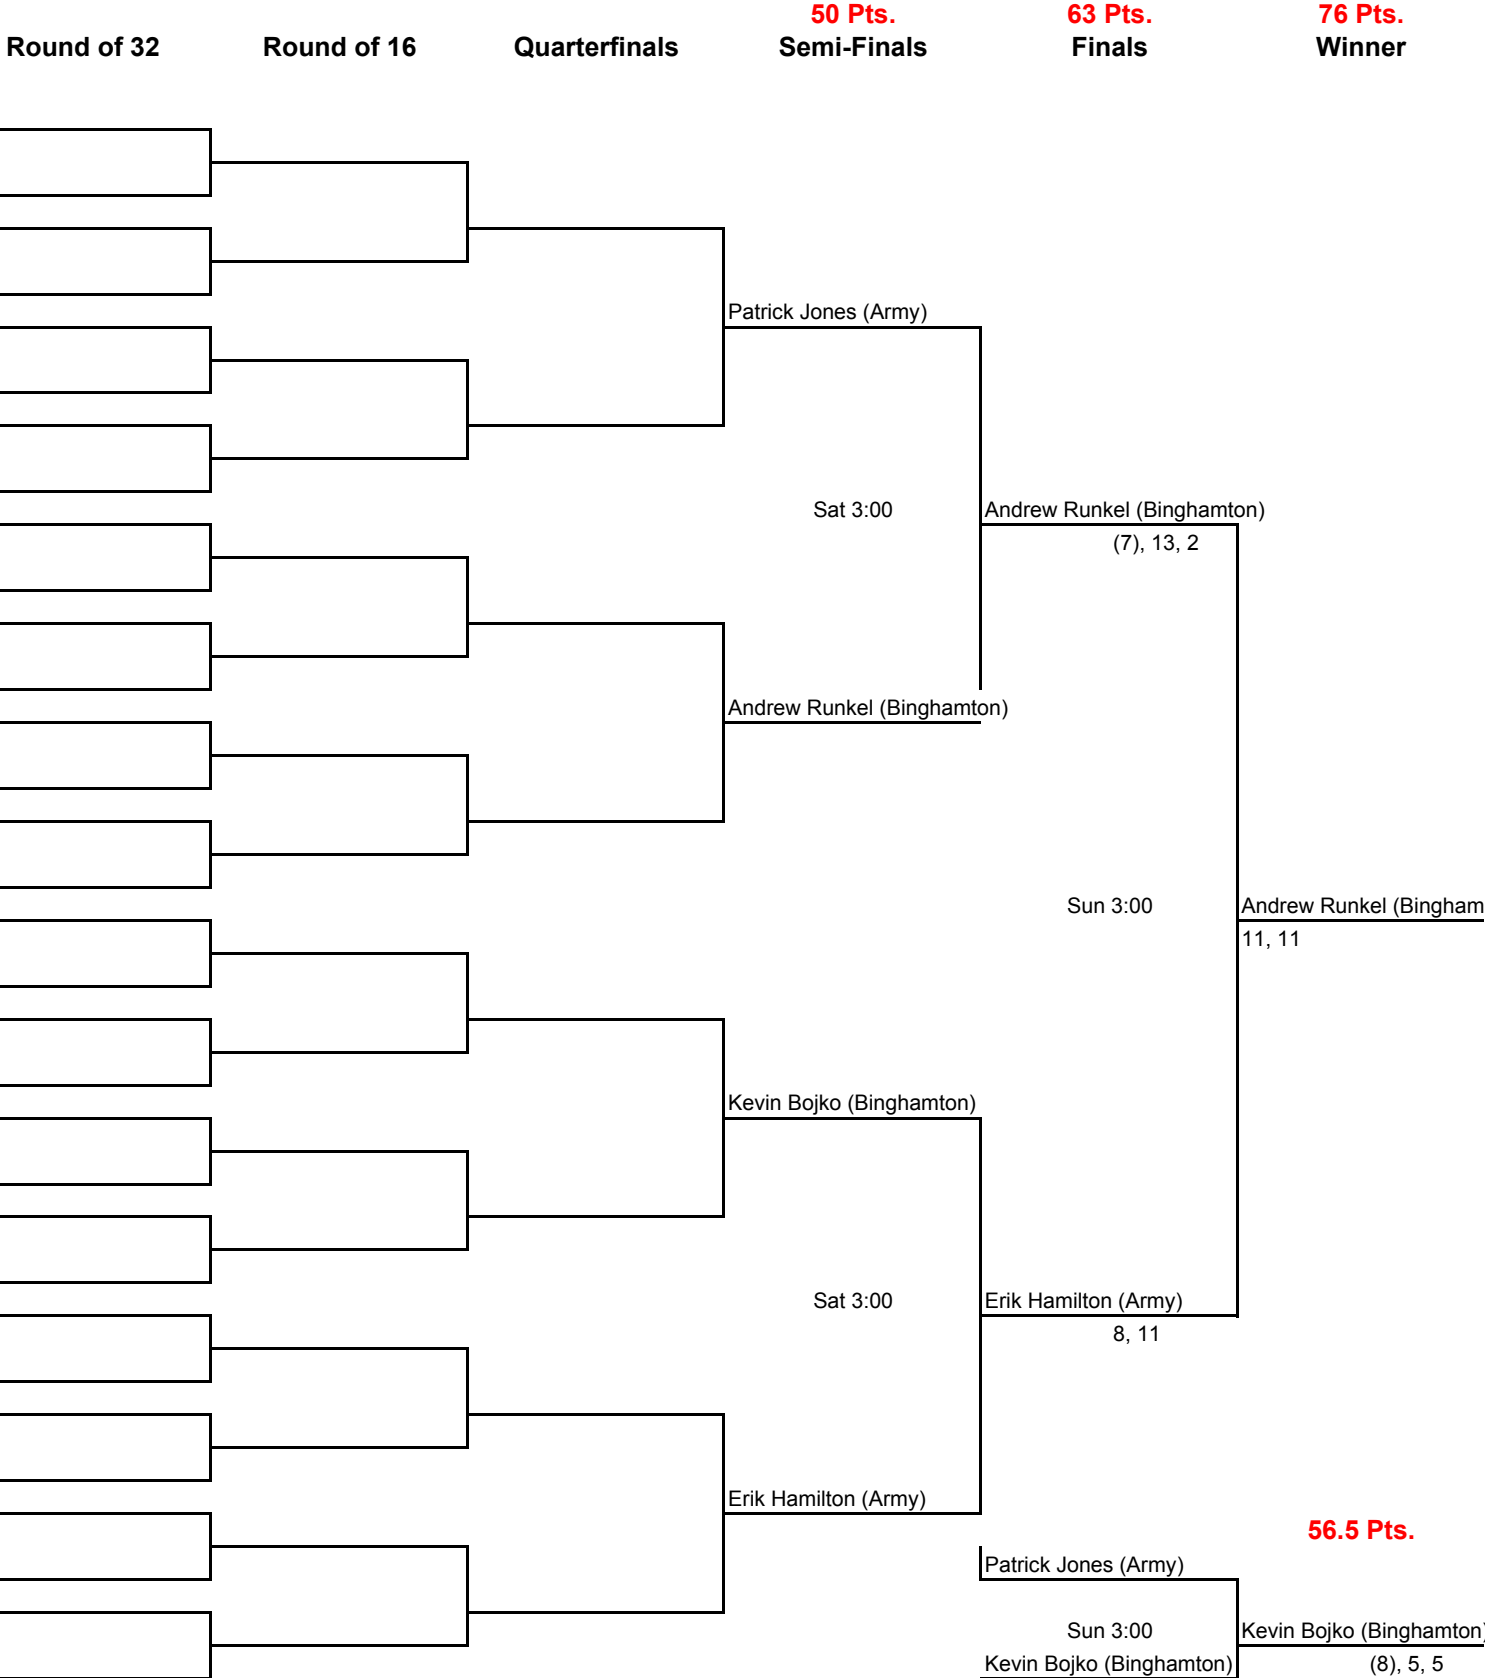 50 Pts. 63 Pts. 76 Pts.
Round of 32 Round of 16 Quarterfinals Semi-Finals Finals Winner
Patrick Jones (Army)
Sat 3:00 Andrew Runkel (Binghamton)
(7), 13, 2
Andrew Runkel (Binghamton)
Sun 3:00 Andrew Runkel (Bingham
11, 11
Kevin Bojko (Binghamton)
Sat 3:00 Erik Hamilton (Army)
8, 11
Erik Hamilton (Army)
56.5 Pts.
Patrick Jones (Army)
Sun 3:00 Kevin Bojko (Binghamton)
Kevin Bojko (Binghamton) (8), 5, 5